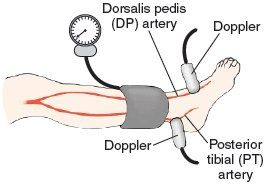 Dorsalis pedis
(DP) artery
Doppler
Doppler
Posterior
tibial (PT)
artery